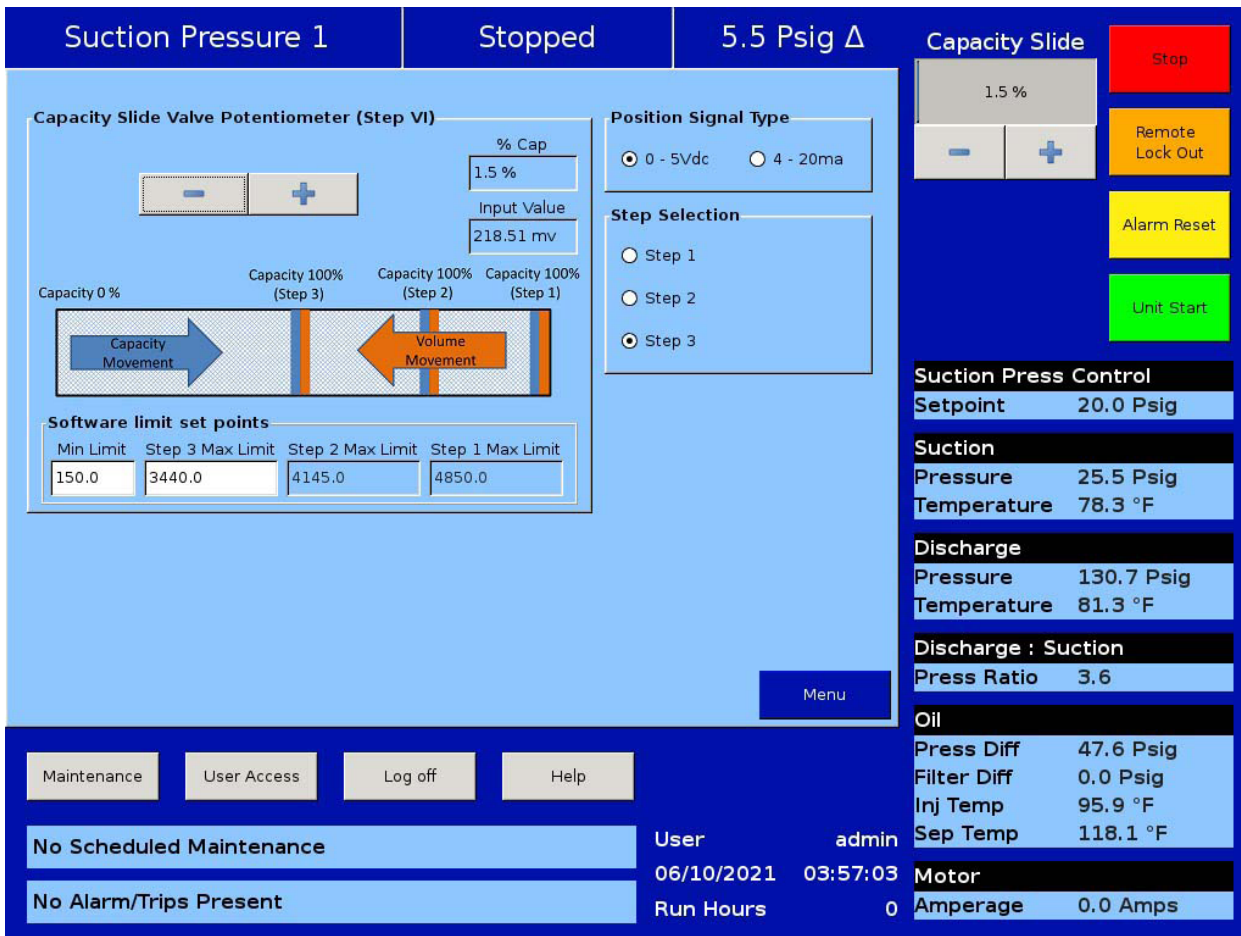 Suction Pressure 1
Stopped
5.5 Psig Δ
Capacity Slide Valve Potentiometer (Step VI)
% Cap
1.5 %
Input Value
218.51 mv
Capacity 0 %
Capacity 100%
(Step 3)
Capacity 100%
(Step 2)
Capacity 100%
(Step 1)
Capacity
Movement
Volume
Movement
Software limit set points
Min Limit Step 3 Max Limit Step 2 Max Limit Step 1 Max Limit
150.0 3440.0 4145.0 4850.0
Position Signal Type
0 - 5Vdc 4 - 20ma
Step Selection
Step 1
Step 2
Step 3
Menu
Maintenance User Access Log off Help
No Scheduled Maintenance
No Alarm/Trips Present
User admin
06/10/2021 03:57:03
Run Hours 0
Capacity Slide
1.5 %
Stop
Remote
Lock Out
Alarm Reset
Unit Start
Suction Press Control
Setpoint 20.0 Psig
Suction
Pressure 25.5 Psig
Temperature 78.3 °F
Discharge
Pressure 130.7 Psig
Temperature 81.3 °F
Discharge : Suction
Press Ratio 3.6
Oil
Press Diff 47.6 Psig
Filter Diff 0.0 Psig
Inj Temp 95.9 °F
Sep Temp 118.1 °F
Motor
Amperage 0.0 Amps